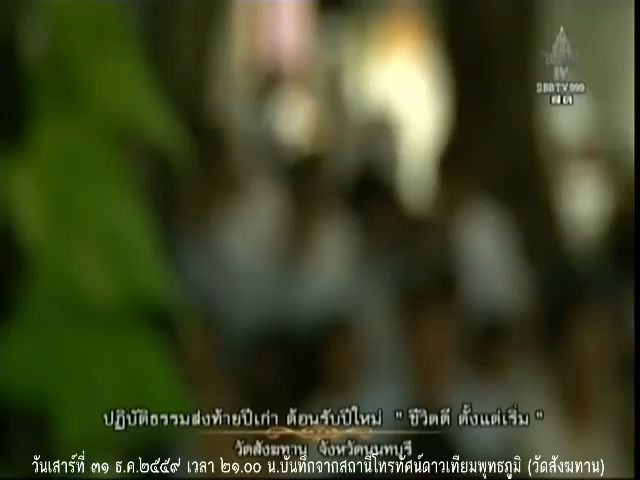 SBBTV.999
สด
ปฏิบัติธรรมส่งท้ายปีเก่า ต้อนรับปีใหม่ " ชีวิตดี ตั้งแต่เริ่ม "
วัดสังฆทาน จังหวัดนนทบุรี
วันเสาร์ที่ ๓๑ ธ.ค.๒๕๕๙ เวลา ๒๑.๐๐ น.บันทึกจากสถานีโทรทัศน์ดาวเทียมพุทธภูมิ (วัดสังฆทาน)